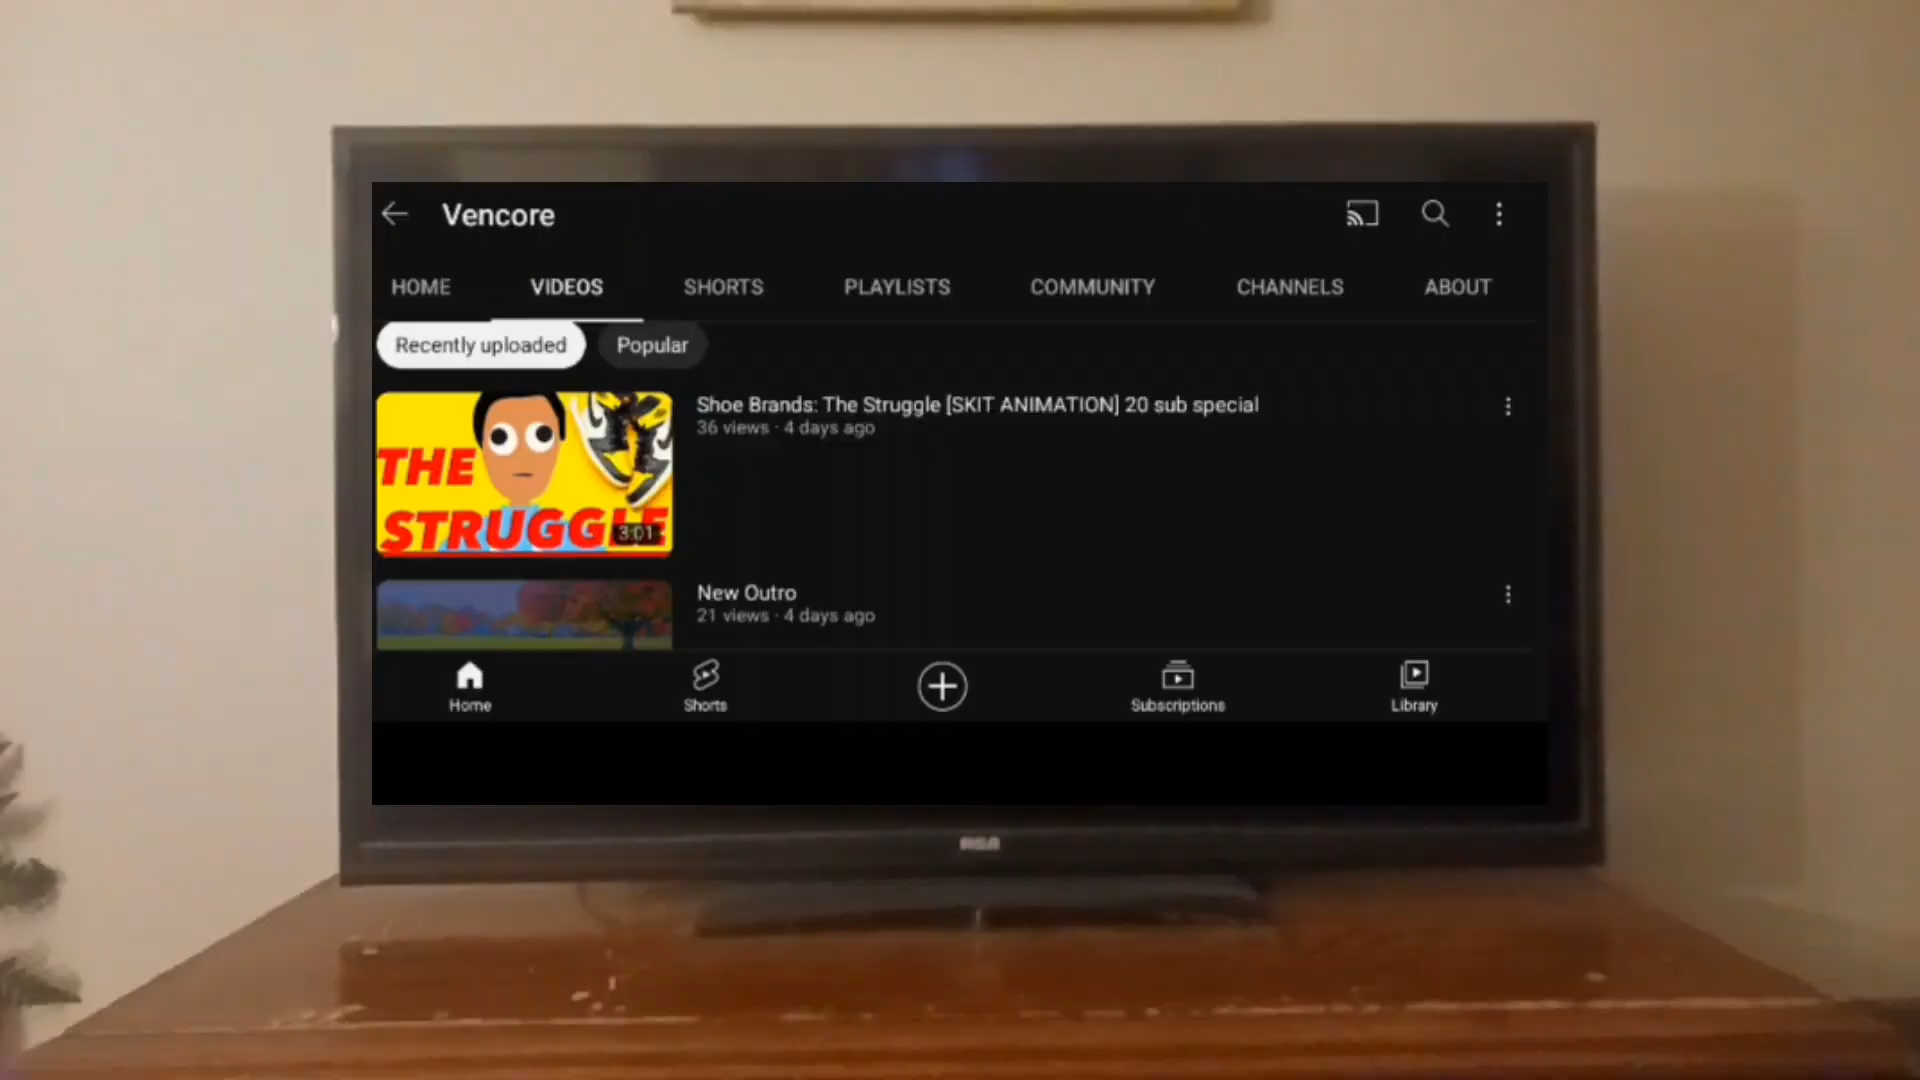 Vencore
HOME VIDEOS SHORTS PLAYLISTS COMMUNITY CHANNELS ABOUT
Recently uploaded Popular
THE
STRUGGLE
3:01
Shoe Brands: The Struggle [SKIT ANIMATION] 20 sub special
36 views · 4 days ago
New Outro
21 views · 4 days ago
Home Shorts Subscriptions Library
RCA